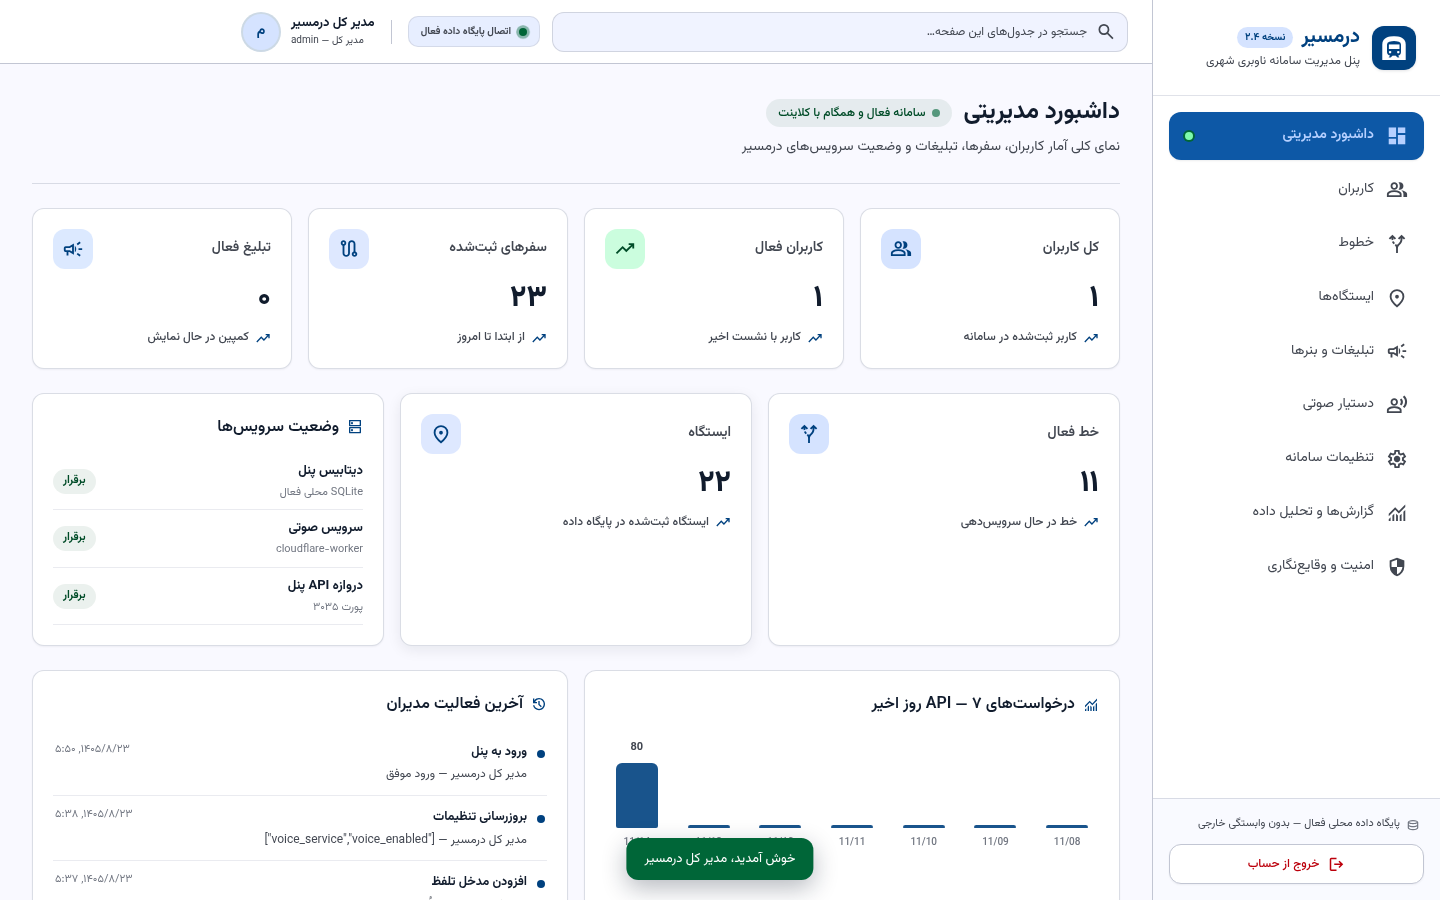 درمسیر
نسخه ۲.۴
پنل مدیریت سامانه ناوبری شهری
داشبورد مدیریتی
کاربران
خطوط
ایستگاه‌ها
تبلیغات و بنرها
دستیار صوتی
تنظیمات سامانه
گزارش‌ها و تحلیل داده
امنیت و وقایع‌نگاری
پایگاه داده محلی فعال — بدون وابستگی خارجی
خروج از حساب
جستجو در جدول‌های این صفحه…
اتصال پایگاه داده فعال
مدیر کل درمسیر
مدیر کل — admin
م
داشبورد مدیریتی
سامانه فعال و همگام با کلاینت
نمای کلی آمار کاربران، سفرها، تبلیغات و وضعیت سرویس‌های درمسیر
کل کاربران
۱
کاربر ثبت‌شده در سامانه
کاربران فعال
۱
کاربر با نشست اخیر
سفرهای ثبت‌شده
۲۳
از ابتدا تا امروز
تبلیغ فعال
۰
کمپین در حال نمایش
خط فعال
۱۱
خط در حال سرویس‌دهی
ایستگاه
۲۲
ایستگاه ثبت‌شده در پایگاه داده
وضعیت سرویس‌ها
دیتابیس پنل
SQLite محلی فعال
برقرار
سرویس صوتی
cloudflare-worker
برقرار
دروازه API پنل
پورت ۳۰۳۵
برقرار
درخواست‌های API — ۷ روز اخیر
80
11/08
11/09
11/10
11/11
آخرین فعالیت مدیران
ورود به پنل
۱۴۰۵/۸/۲۳, ۵:۵۰
مدیر کل درمسیر — ورود موفق
بروزرسانی تنظیمات
۱۴۰۵/۸/۲۳, ۵:۳۸
مدیر کل درمسیر — ["voice_service","voice_enabled"]
افزودن مدخل تلفظ
۱۴۰۵/۸/۲۳, ۵:۳۷
خوش آمدید، مدیر کل درمسیر